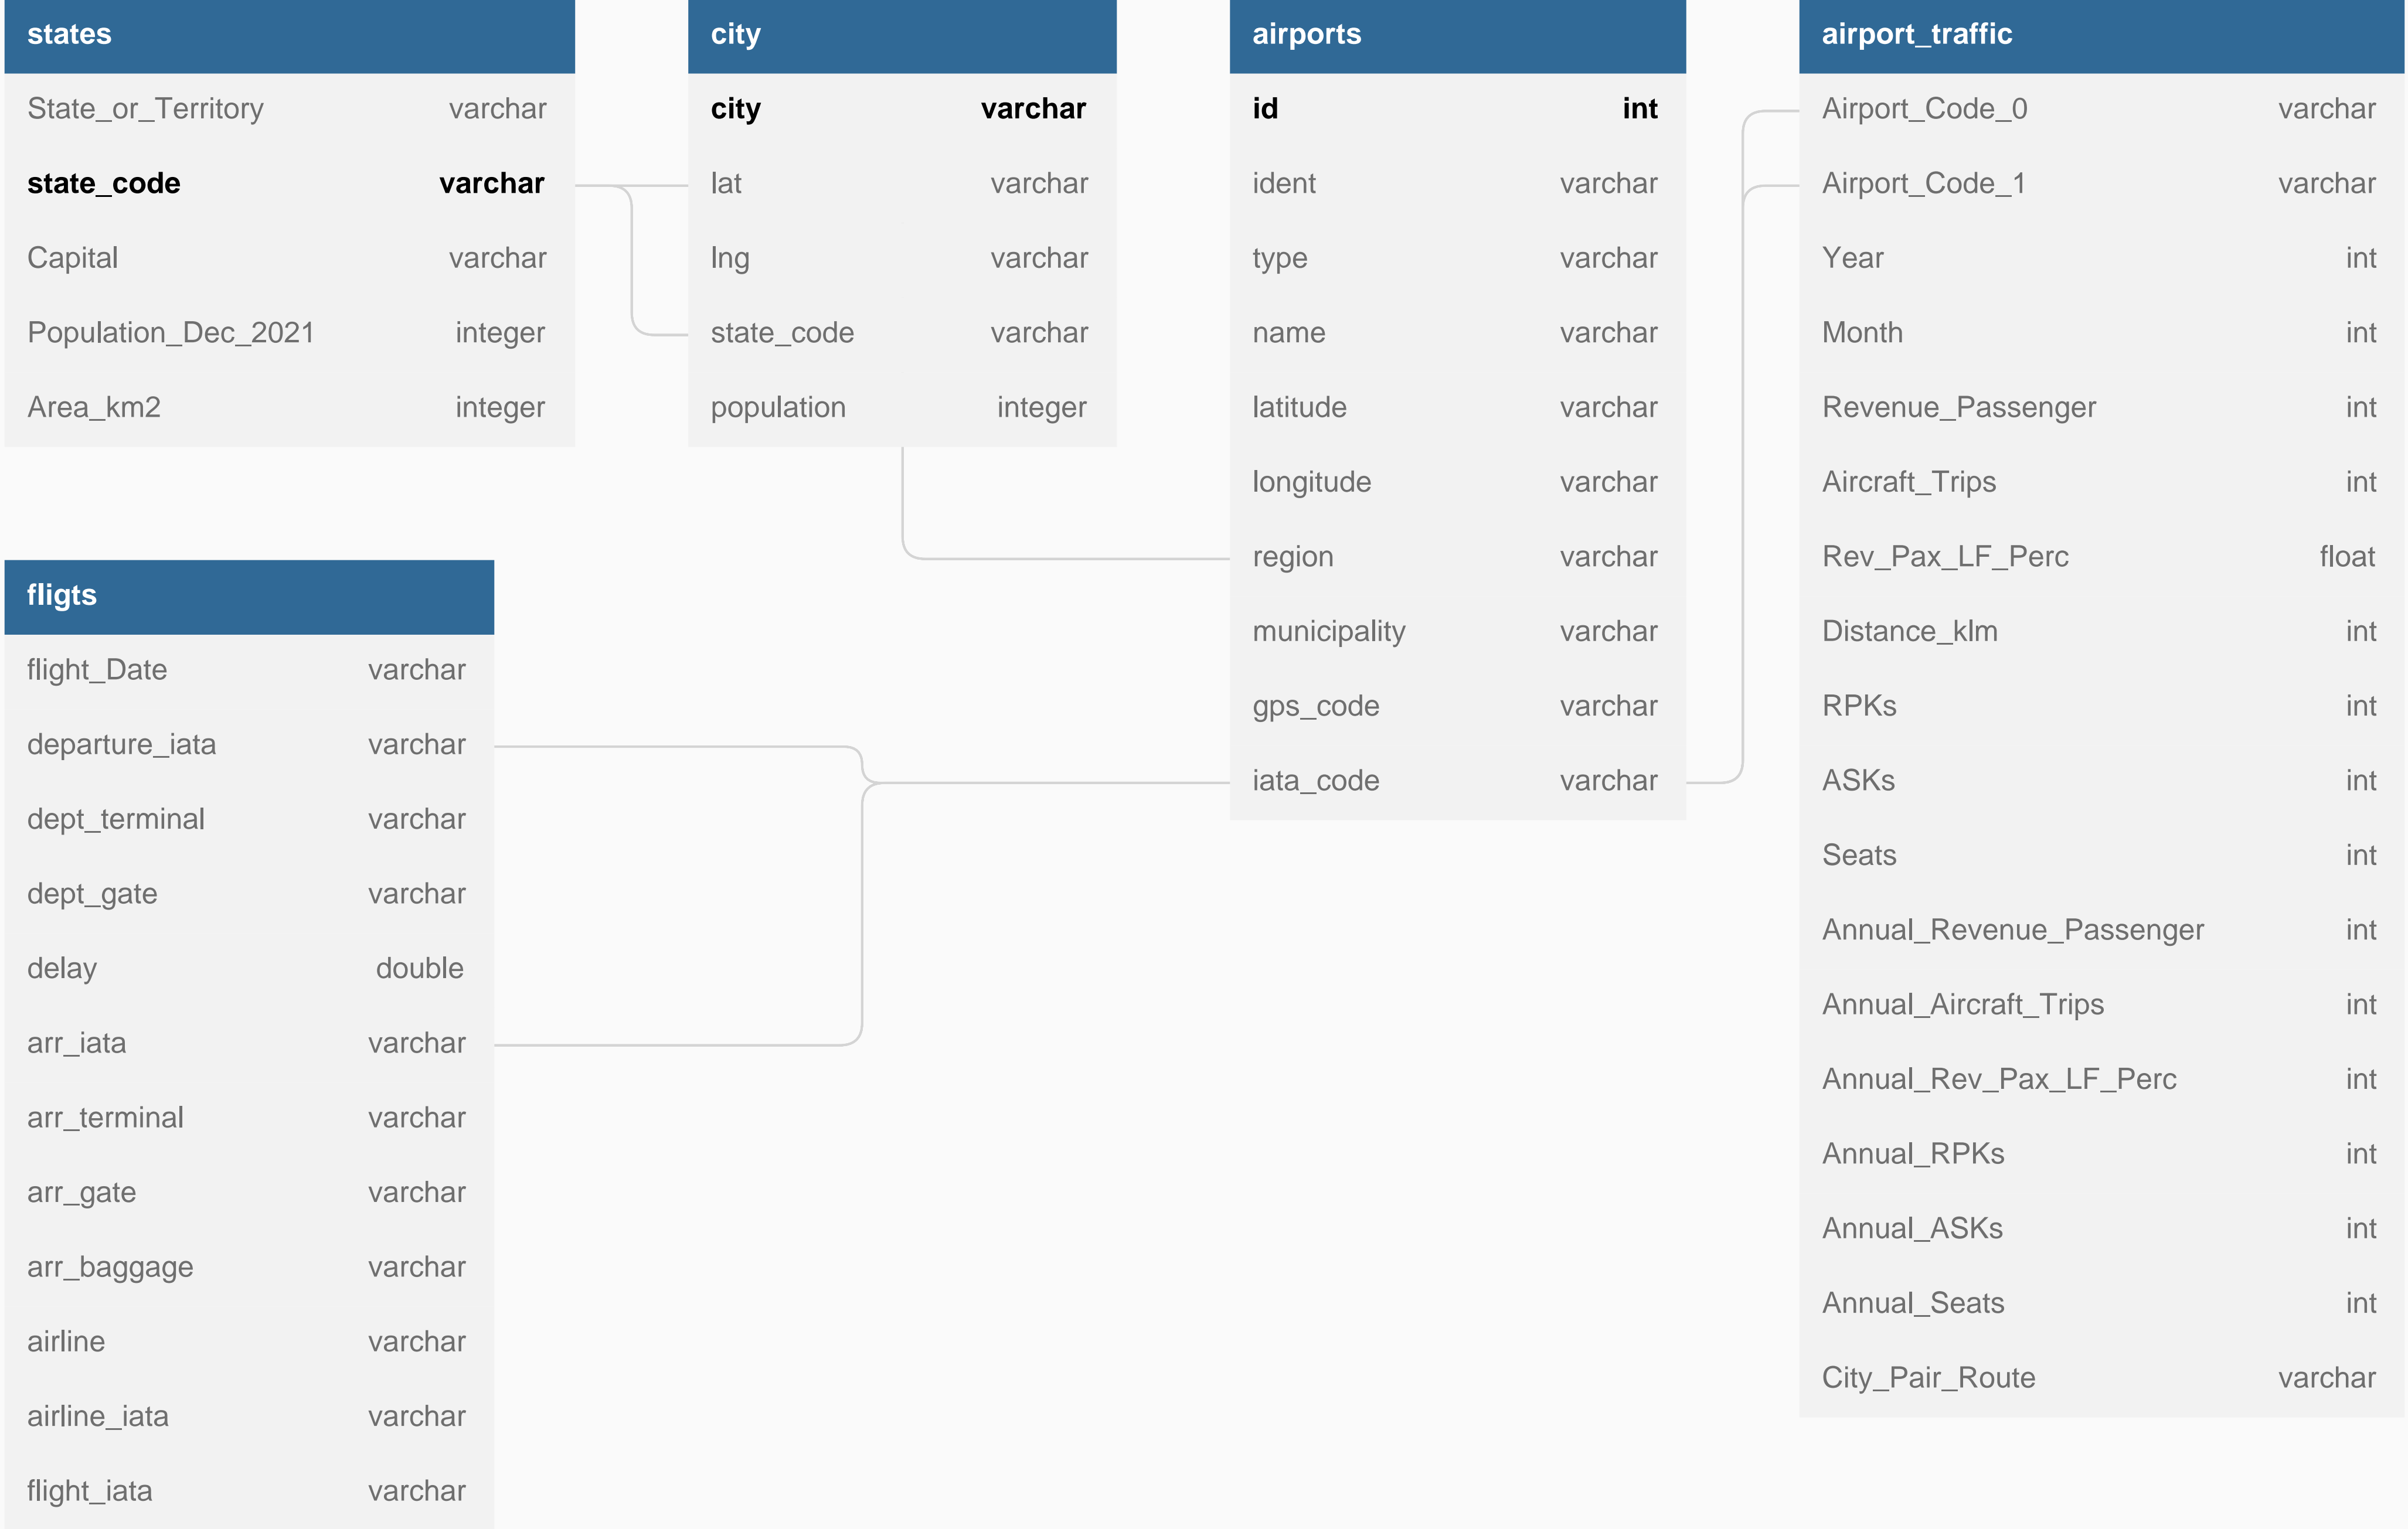 states
State_or_Territory varchar
state_code varchar
Capital varchar
Population_Dec_2021 integer
Area_km2 integer
city
city varchar
lat varchar
lng varchar
state_code varchar
population integer
airports
id int
ident varchar
type varchar
name varchar
latitude varchar
longitude varchar
region varchar
municipality varchar
gps_code varchar
iata_code varchar
airport_traffic
Airport_Code_0 varchar
Airport_Code_1 varchar
Year int
Month int
Revenue_Passenger int
Aircraft_Trips int
Rev_Pax_LF_Perc float
Distance_klm int
RPKs int
ASKs int
Seats int
Annual_Revenue_Passenger int
Annual_Aircraft_Trips int
Annual_Rev_Pax_LF_Perc int
Annual_RPKs int
Annual_ASKs int
Annual_Seats int
City_Pair_Route varchar
fligts
flight_Date varchar
departure_iata varchar
dept_terminal varchar
dept_gate varchar
delay double
arr_iata varchar
arr_terminal varchar
arr_gate varchar
arr_baggage varchar
airline varchar
airline_iata varchar
flight_iata varchar